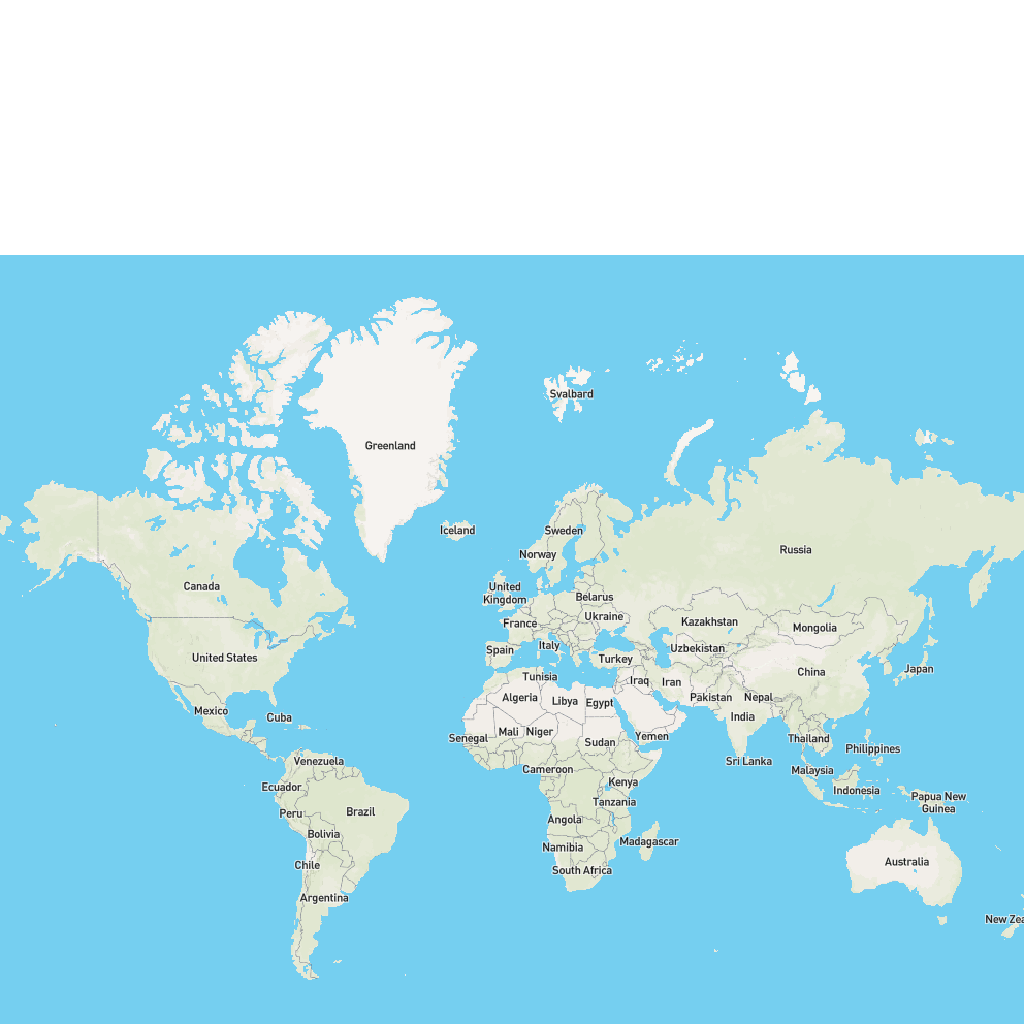 Svalbard
Greenland
Iceland
Sweden
Norway
Russia
Canada
United
Kingdom
Belarus
Ukraine
France
Kazakhstan
Mongolia
Italy
Spain
Uzbekistan
United States
Turkey
China
Japan
Tunisia
Iraq
Iran
Algeria
Libya
Egypt
Pakistan
Nepal
Mexico
Cuba
India
Mali
Niger
Senegal
Sudan
Yemen
Thailand
Philippines
Venezuela
Sri Lanka
Cameroon
Malaysia
Kenya
Ecuador
Indonesia
Papua New
Guinea
Tanzania
Peru
Brazil
Angola
Bolivia
Namibia
Madagascar
Chile
South Africa
Australia
Argentina
New Zea